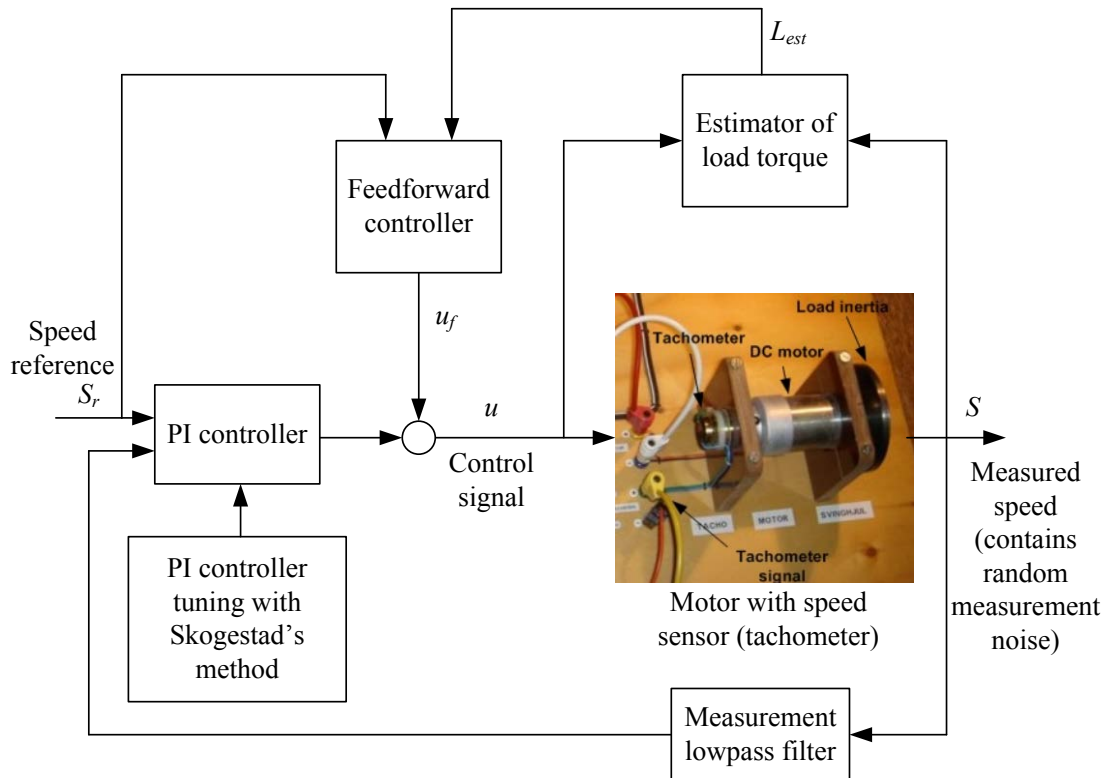 L_est
Estimator of
load torque
Feedforward
controller
u_f
Speed
reference
S_r
PI controller
u
Control
signal
Load inertia
Tachometer
DC motor
TACHO
MOTOR
SVINGHJUL
Tachometer
signal
Motor with speed
sensor (tachometer)
S
Measured
speed
(contains
random
measurement
noise)
PI controller
tuning with
Skogestad's
method
Measurement
lowpass filter